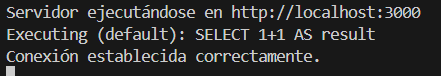 Servidor ejecutándose en http://localhost:3000
Executing (default): SELECT 1+1 AS result
Conexión establecida correctamente.